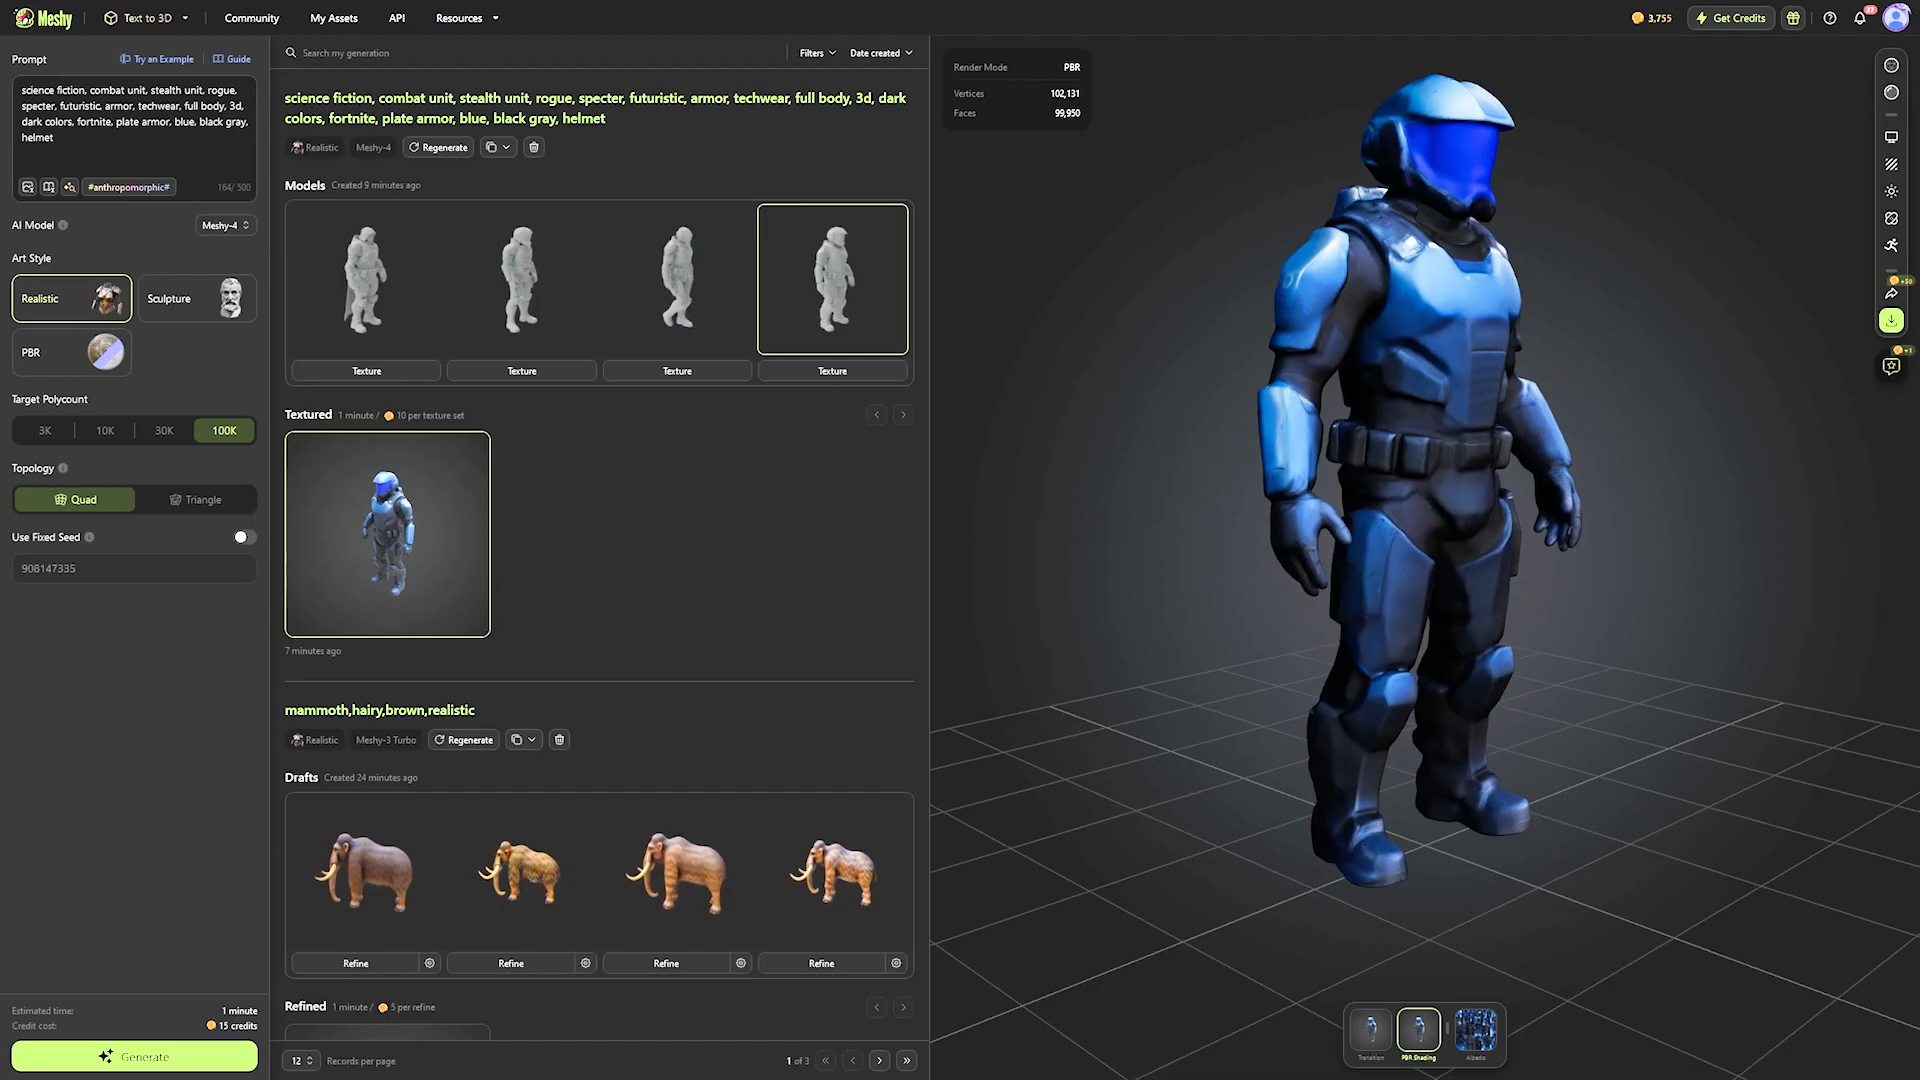 Meshy
Text to 3D
Community
My Assets
API
Resources
3,755
Get Credits
27
Prompt
Try an Example
Guide
science fiction, combat unit, stealth unit, rogue,
specter, futuristic, armor, techwear, full body, 3d,
dark colors, fortnite, plate armor, blue, black gray,
helmet
#anthropomorphic#
164/ 500
AI Model
Meshy-4
Art Style
Realistic
Sculpture
PBR
Target Polycount
3K
10K
30K
100K
Topology
Quad
Triangle
Use Fixed Seed
908147335
Estimated time:
1 minute
Credit cost:
15 credits
Generate
Search my generation
Filters
Date created
science fiction, combat unit, stealth unit, rogue, specter, futuristic, armor, techwear, full body, 3d, dark
colors, fortnite, plate armor, blue, black gray, helmet
Realistic
Meshy-4
Regenerate
Models
Created 9 minutes ago
Texture
Texture
Texture
Texture
Textured
1 minute /
10 per texture set
7 minutes ago
mammoth,hairy,brown,realistic
Realistic
Meshy-3 Turbo
Regenerate
Drafts
Created 24 minutes ago
Refine
Refine
Refine
Refine
Refined
1 minute /
5 per refine
12
Records per page
1 of 3
Render Mode
PBR
Vertices
102,131
Faces
99,950
+50
+1
Transition
PBR Shading
Albedo